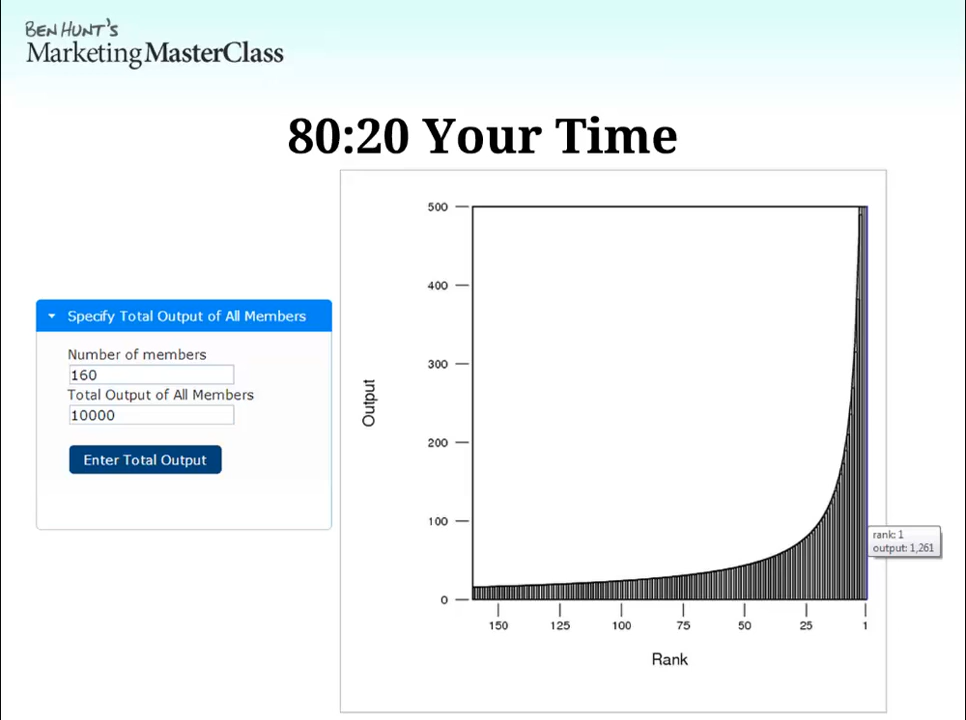 BEN HUNT'S
Marketing MasterClass
80:20 Your Time
Specify Total Output of All Members
Number of members
160
Total Output of All Members
10000
Enter Total Output
500
400
300
200
100
0
Output
150 125 100 75 50 25 1
Rank
rank: 1
output: 1,261